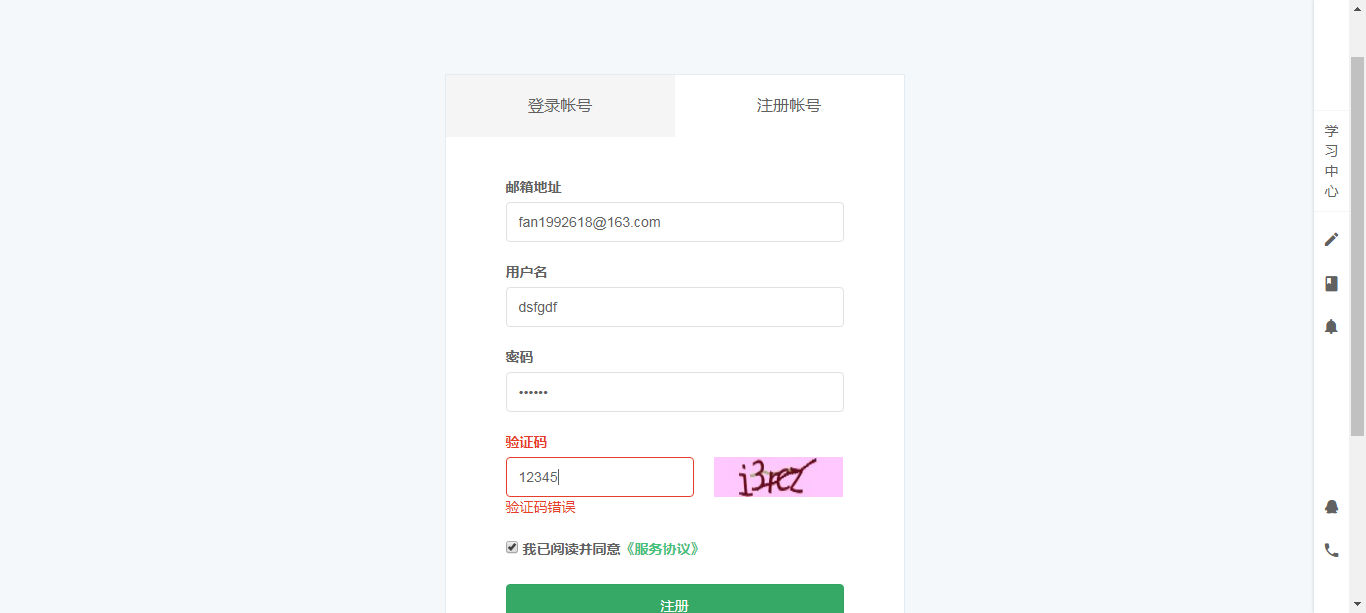 登录帐号
注册帐号
邮箱地址
fan1992618@163.com
用户名
dsfgdf
密码
••••••
验证码
12345
验证码错误
我已阅读并同意《服务协议》
注册
学
习
中
心